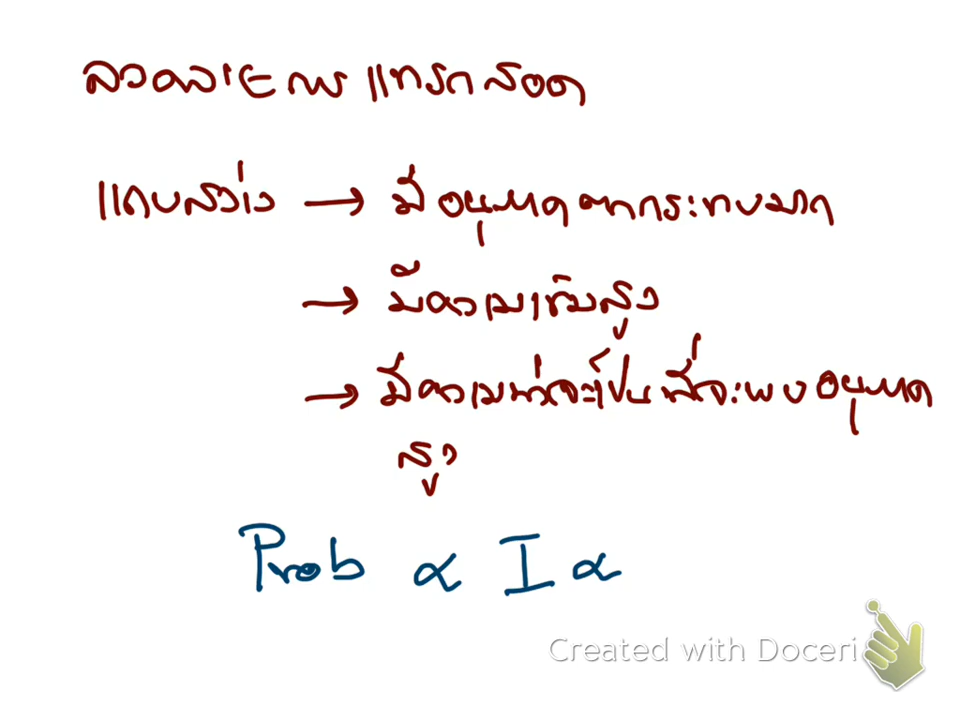 ลวดลายการแทรกสอด
แถบสว่าง → มีอนุภาคตกกระทบมาก
→ มีความเข้มสูง
→ มีความน่าจะเป็นที่จะพบอนุภาค
สูง
Prob ∝ I ∝
Created with Doceri